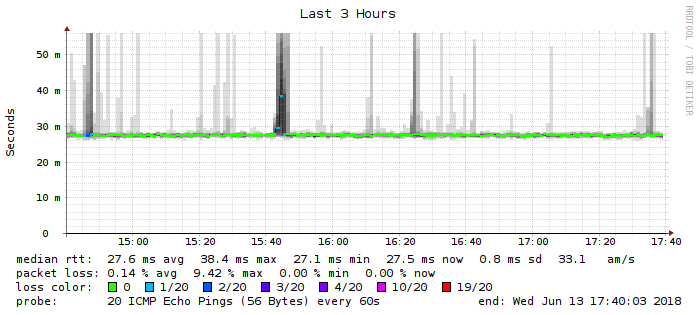 Last 3 Hours
RRDTOOL / TOBI OETIKER
Seconds
50 m
40 m
30 m
20 m
10 m
0
15:00 15:20 15:40 16:00 16:20 16:40 17:00 17:20 17:40
median rtt: 27.6 ms avg 38.4 ms max 27.1 ms min 27.5 ms now 0.8 ms sd 33.1 am/s
packet loss: 0.14 % avg 9.42 % max 0.00 % min 0.00 % now
loss color: 0 1/20 2/20 3/20 4/20 10/20 19/20
probe: 20 ICMP Echo Pings (56 Bytes) every 60s end: Wed Jun 13 17:40:03 2018